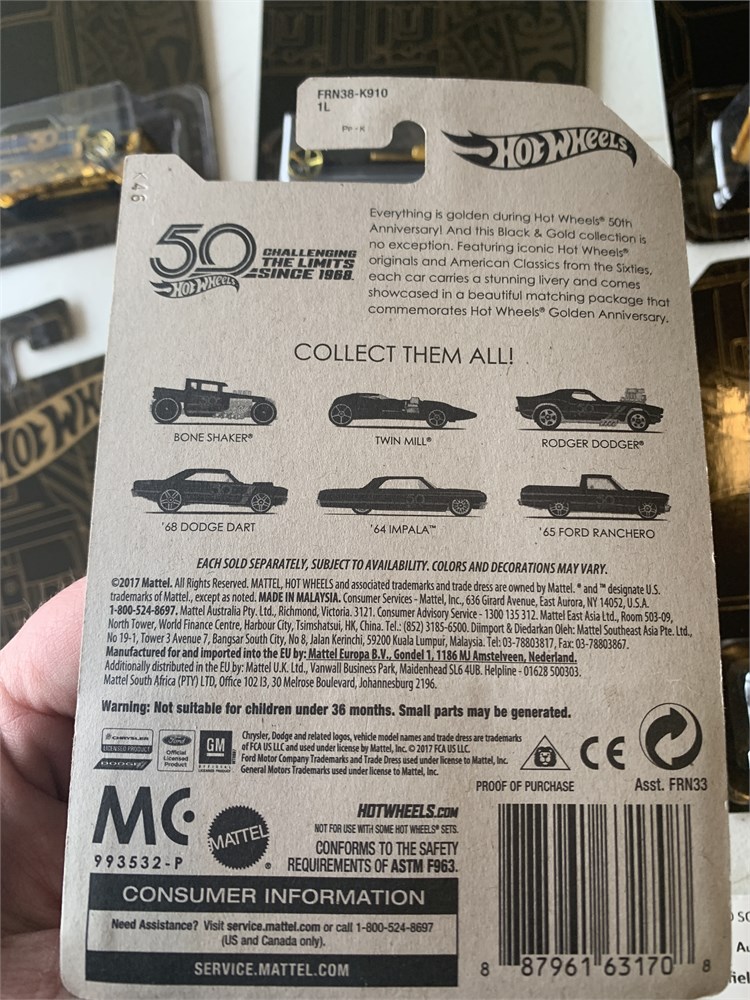 FRN38-K910
1L
Pe - K
HOT WHEELS
K46
50
HOT WHEELS
CHALLENGING
THE LIMITS
SINCE 1968.
Everything is golden during Hot Wheels® 50th
Anniversary! And this Black & Gold collection is
no exception. Featuring iconic Hot Wheels®
originals and American Classics from the Sixties,
each car carries a stunning livery and comes
showcased in a beautiful matching package that
commemorates Hot Wheels® Golden Anniversary.
COLLECT THEM ALL!
BONE SHAKER®
TWIN MILL®
RODGER DODGER®
'68 DODGE DART
'64 IMPALA™
'65 FORD RANCHERO
EACH SOLD SEPARATELY, SUBJECT TO AVAILABILITY. COLORS AND DECORATIONS MAY VARY.
©2017 Mattel. All Rights Reserved. MATTEL, HOT WHEELS and associated trademarks and trade dress are owned by Mattel. ® and ™ designate U.S.
trademarks of Mattel., except as noted. MADE IN MALAYSIA. Consumer Services - Mattel, Inc., 636 Girard Avenue, East Aurora, NY 14052, U.S.A.
1-800-524-8697. Mattel Australia Pty. Ltd., Richmond, Victoria. 3121. Consumer Advisory Service - 1300 135 312. Mattel East Asia Ltd., Room 503-09,
North Tower, World Finance Centre, Harbour City, Tsimshatsui, HK, China. Tel.: (852) 3185-6500. Diimport & Diedarkan Oleh: Mattel Southeast Asia Pte. Ltd.,
No 19-1, Tower 3 Avenue 7, Bangsar South City, No 8, Jalan Kerinchi, 59200 Kuala Lumpur, Malaysia. Tel: 03-78803817, Fax: 03-78803867.
Manufactured for and imported into the EU by: Mattel Europa B.V., Gondel 1, 1186 MJ Amstelveen, Nederland.
Additionally distributed in the EU by: Mattel U.K. Ltd., Vanwall Business Park, Maidenhead SL6 4UB. Helpline - 01628 500303.
Mattel South Africa (PTY) LTD, Office 102 I3, 30 Melrose Boulevard, Johannesburg 2196.
Warning: Not suitable for children under 36 months. Small parts may be generated.
CHRYSLER
LICENSED PRODUCT
DODGE
Ford
Official
Licensed
Product
GM
Chrysler, Dodge and related logos, vehicle model names and trade dress are trademarks
of FCA US LLC and used under license by Mattel, Inc. © 2017 FCA US LLC.
Ford Motor Company Trademarks and Trade Dress used under license to Mattel, Inc.
General Motors Trademarks used under license to Mattel, Inc.
CE
PROOF OF PURCHASE
Asst. FRN33
MC
993532-P
MATTEL
®
HOTWHEELS.COM
NOT FOR USE WITH SOME HOT WHEELS® SETS.
CONFORMS TO THE SAFETY
REQUIREMENTS OF ASTM F963.
CONSUMER INFORMATION
Need Assistance? Visit service.mattel.com or call 1-800-524-8697
(US and Canada only).
SERVICE.MATTEL.COM
8 87961 63170 8
HOT WH